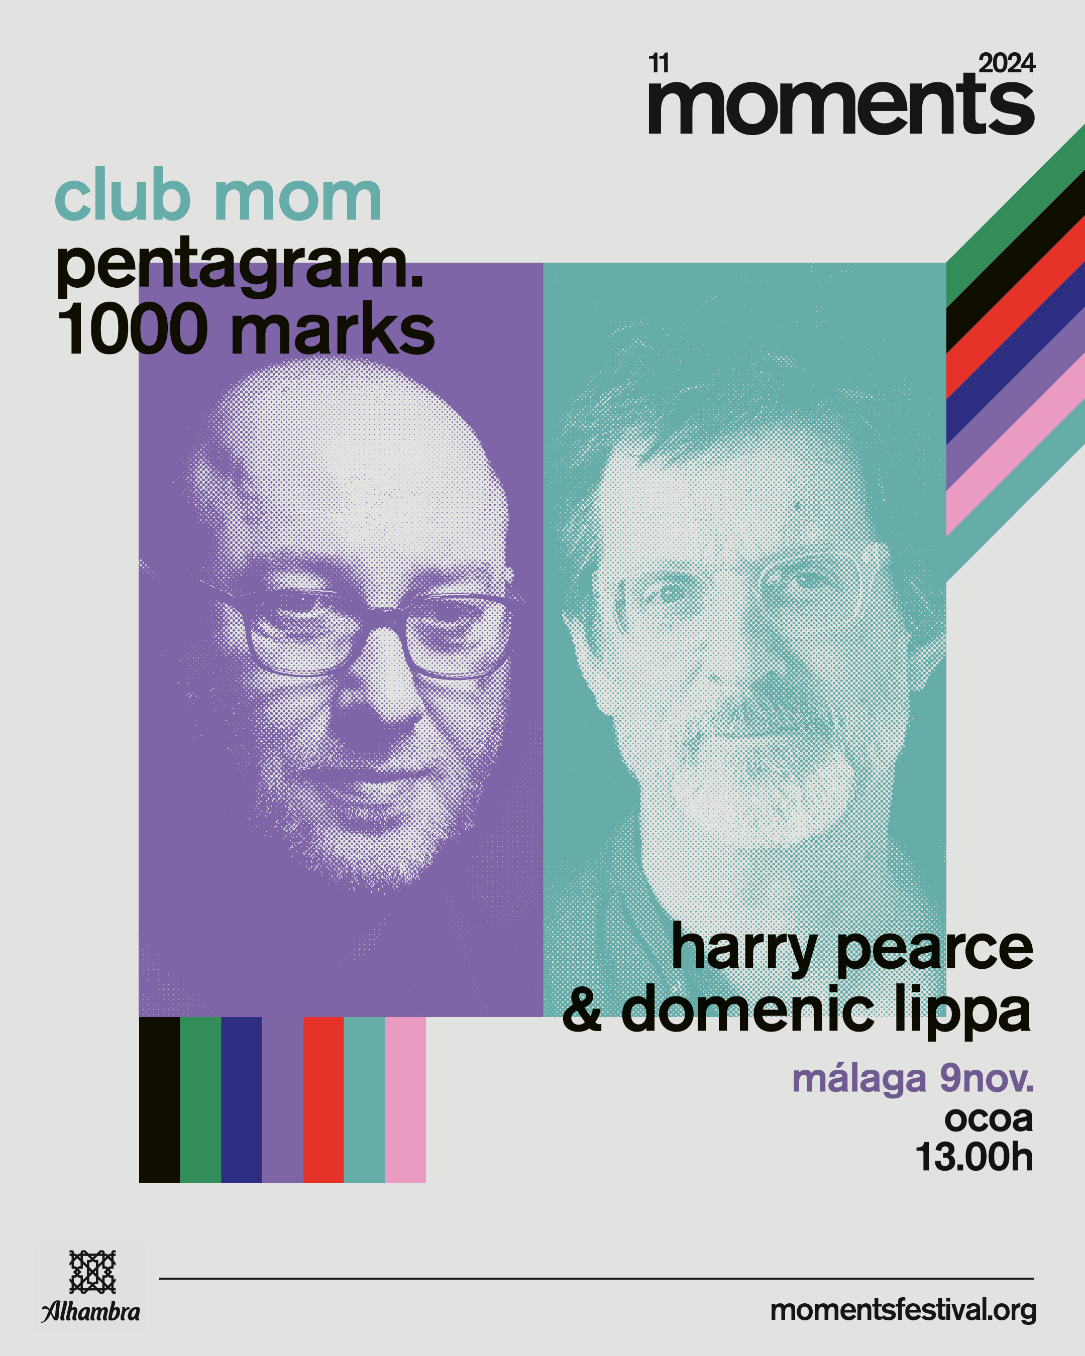 11 2024
moments
club mom
pentagram.
1000 marks
harry pearce
& domenic lippa
málaga 9nov.
ocoa
13.00h
Alhambra
momentsfestival.org